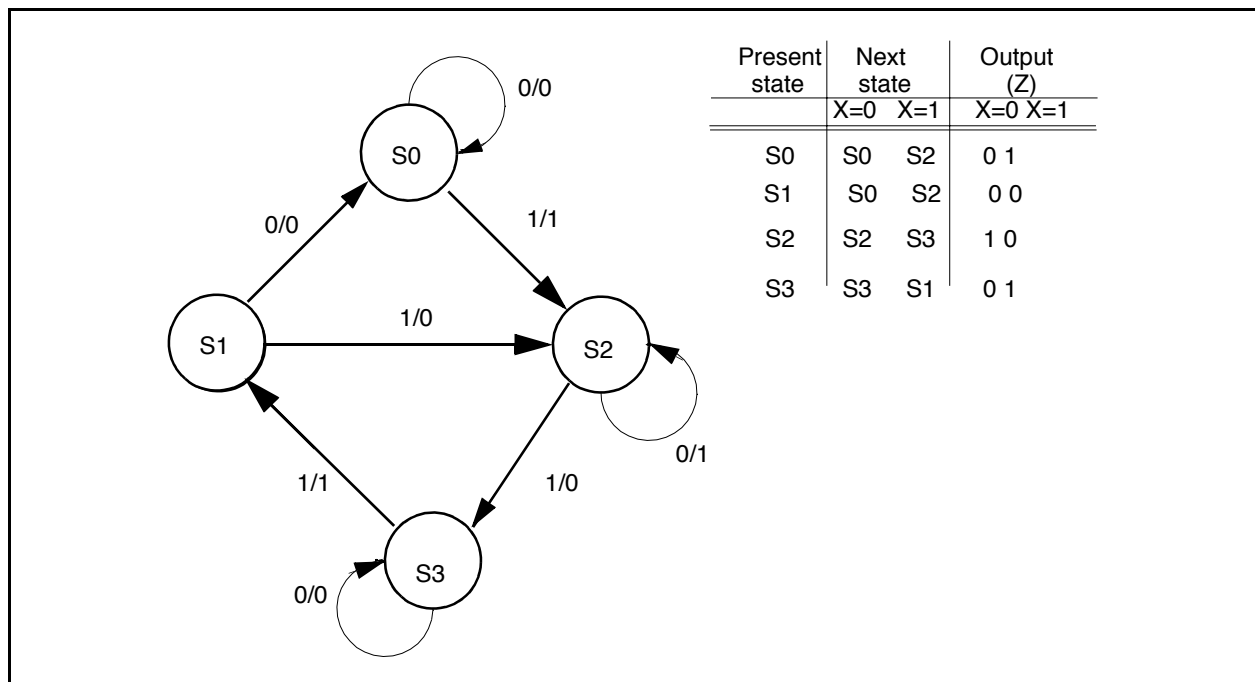 0/0
S0
0/0
1/1
S1
1/0
S2
0/1
1/1
1/0
S3
0/0
Present Next Output
state state (Z)
X=0 X=1 X=0 X=1
S0 S0 S2 0 1
S1 S0 S2 0 0
S2 S2 S3 1 0
S3 S3 S1 0 1